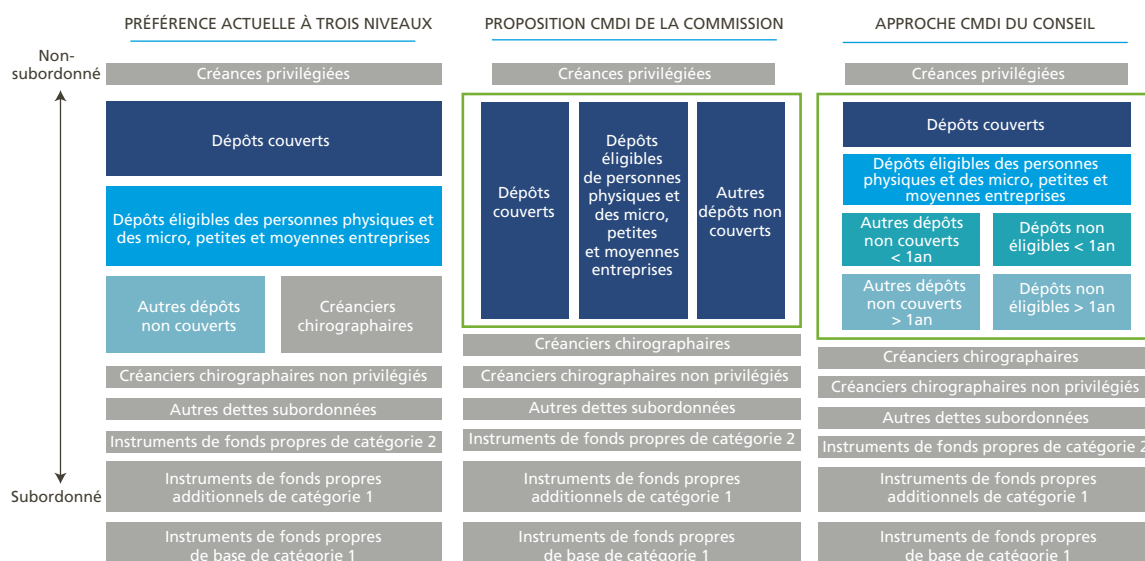 PRÉFÉRENCE ACTUELLE À TROIS NIVEAUX
PROPOSITION CMDI DE LA COMMISSION
APPROCHE CMDI DU CONSEIL
Non-
subordonné
Subordonné
Créances privilégiées
Dépôts couverts
Dépôts éligibles des personnes physiques et
des micro, petites et moyennes entreprises
Autres dépôts
non couverts
Créanciers
chirographaires
Créanciers chirographaires non privilégiés
Autres dettes subordonnées
Instruments de fonds propres de catégorie 2
Instruments de fonds propres
additionnels de catégorie 1
Instruments de fonds propres
de base de catégorie 1
Créances privilégiées
Dépôts
couverts
Dépôts
éligibles
de personnes
physiques et
des micro,
petites
et moyennes
entreprises
Autres
dépôts non
couverts
Créanciers chirographaires
Créanciers chirographaires non privilégiés
Autres dettes subordonnées
Instruments de fonds propres de catégorie 2
Instruments de fonds propres
additionnels de catégorie 1
Instruments de fonds propres
de base de catégorie 1
Créances privilégiées
Dépôts couverts
Dépôts éligibles des personnes
physiques et des micro, petites et
moyennes entreprises
Autres dépôts
non couverts
< 1an
Dépôts non
éligibles < 1an
Autres dépôts
non couverts
> 1an
Dépôts non
éligibles > 1an
Créanciers chirographaires
Créanciers chirographaires non privilégiés
Autres dettes subordonnées
Instruments de fonds propres de catégorie 2
Instruments de fonds propres
additionnels de catégorie 1
Instruments de fonds propres
de base de catégorie 1